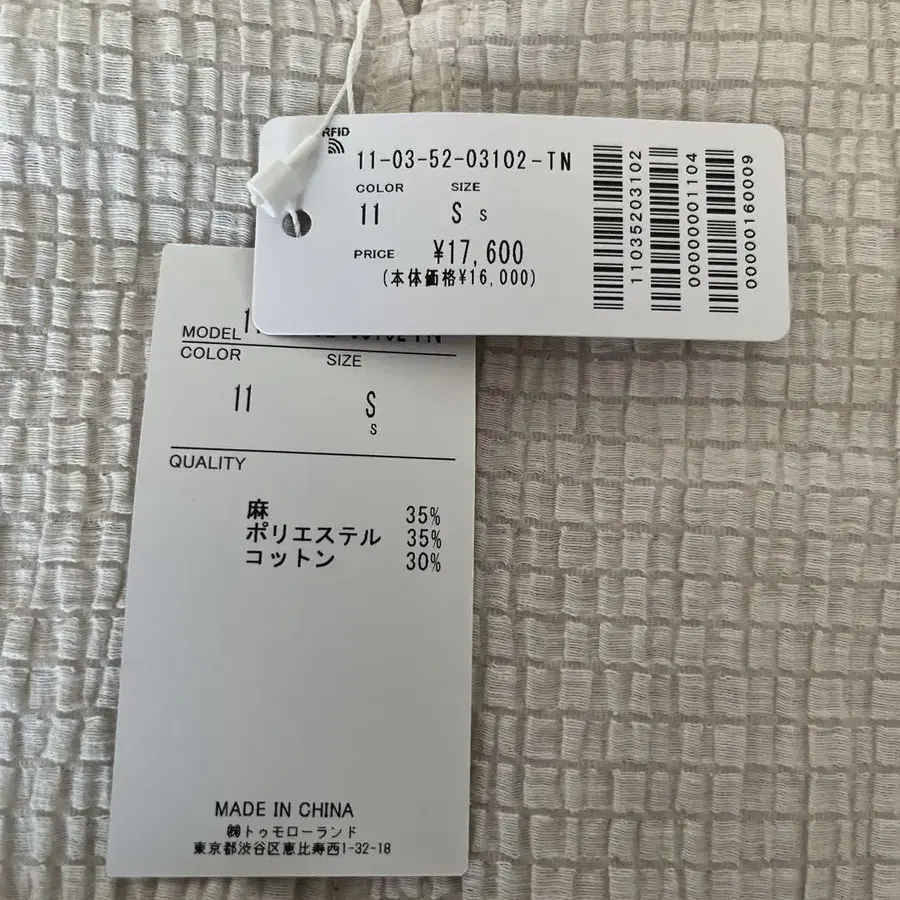 RFID
11-03-52-03102-TN
COLOR SIZE
11 S S
PRICE ¥17,600
(本体価格¥16,000)
11035203102
0000000001104
0000000160009
MODEL
COLOR SIZE
11 S
S
QUALITY
麻 35%
ポリエステル 35%
コットン 30%
MADE IN CHINA
㈱トゥモローランド
東京都渋谷区恵比寿西1-32-18